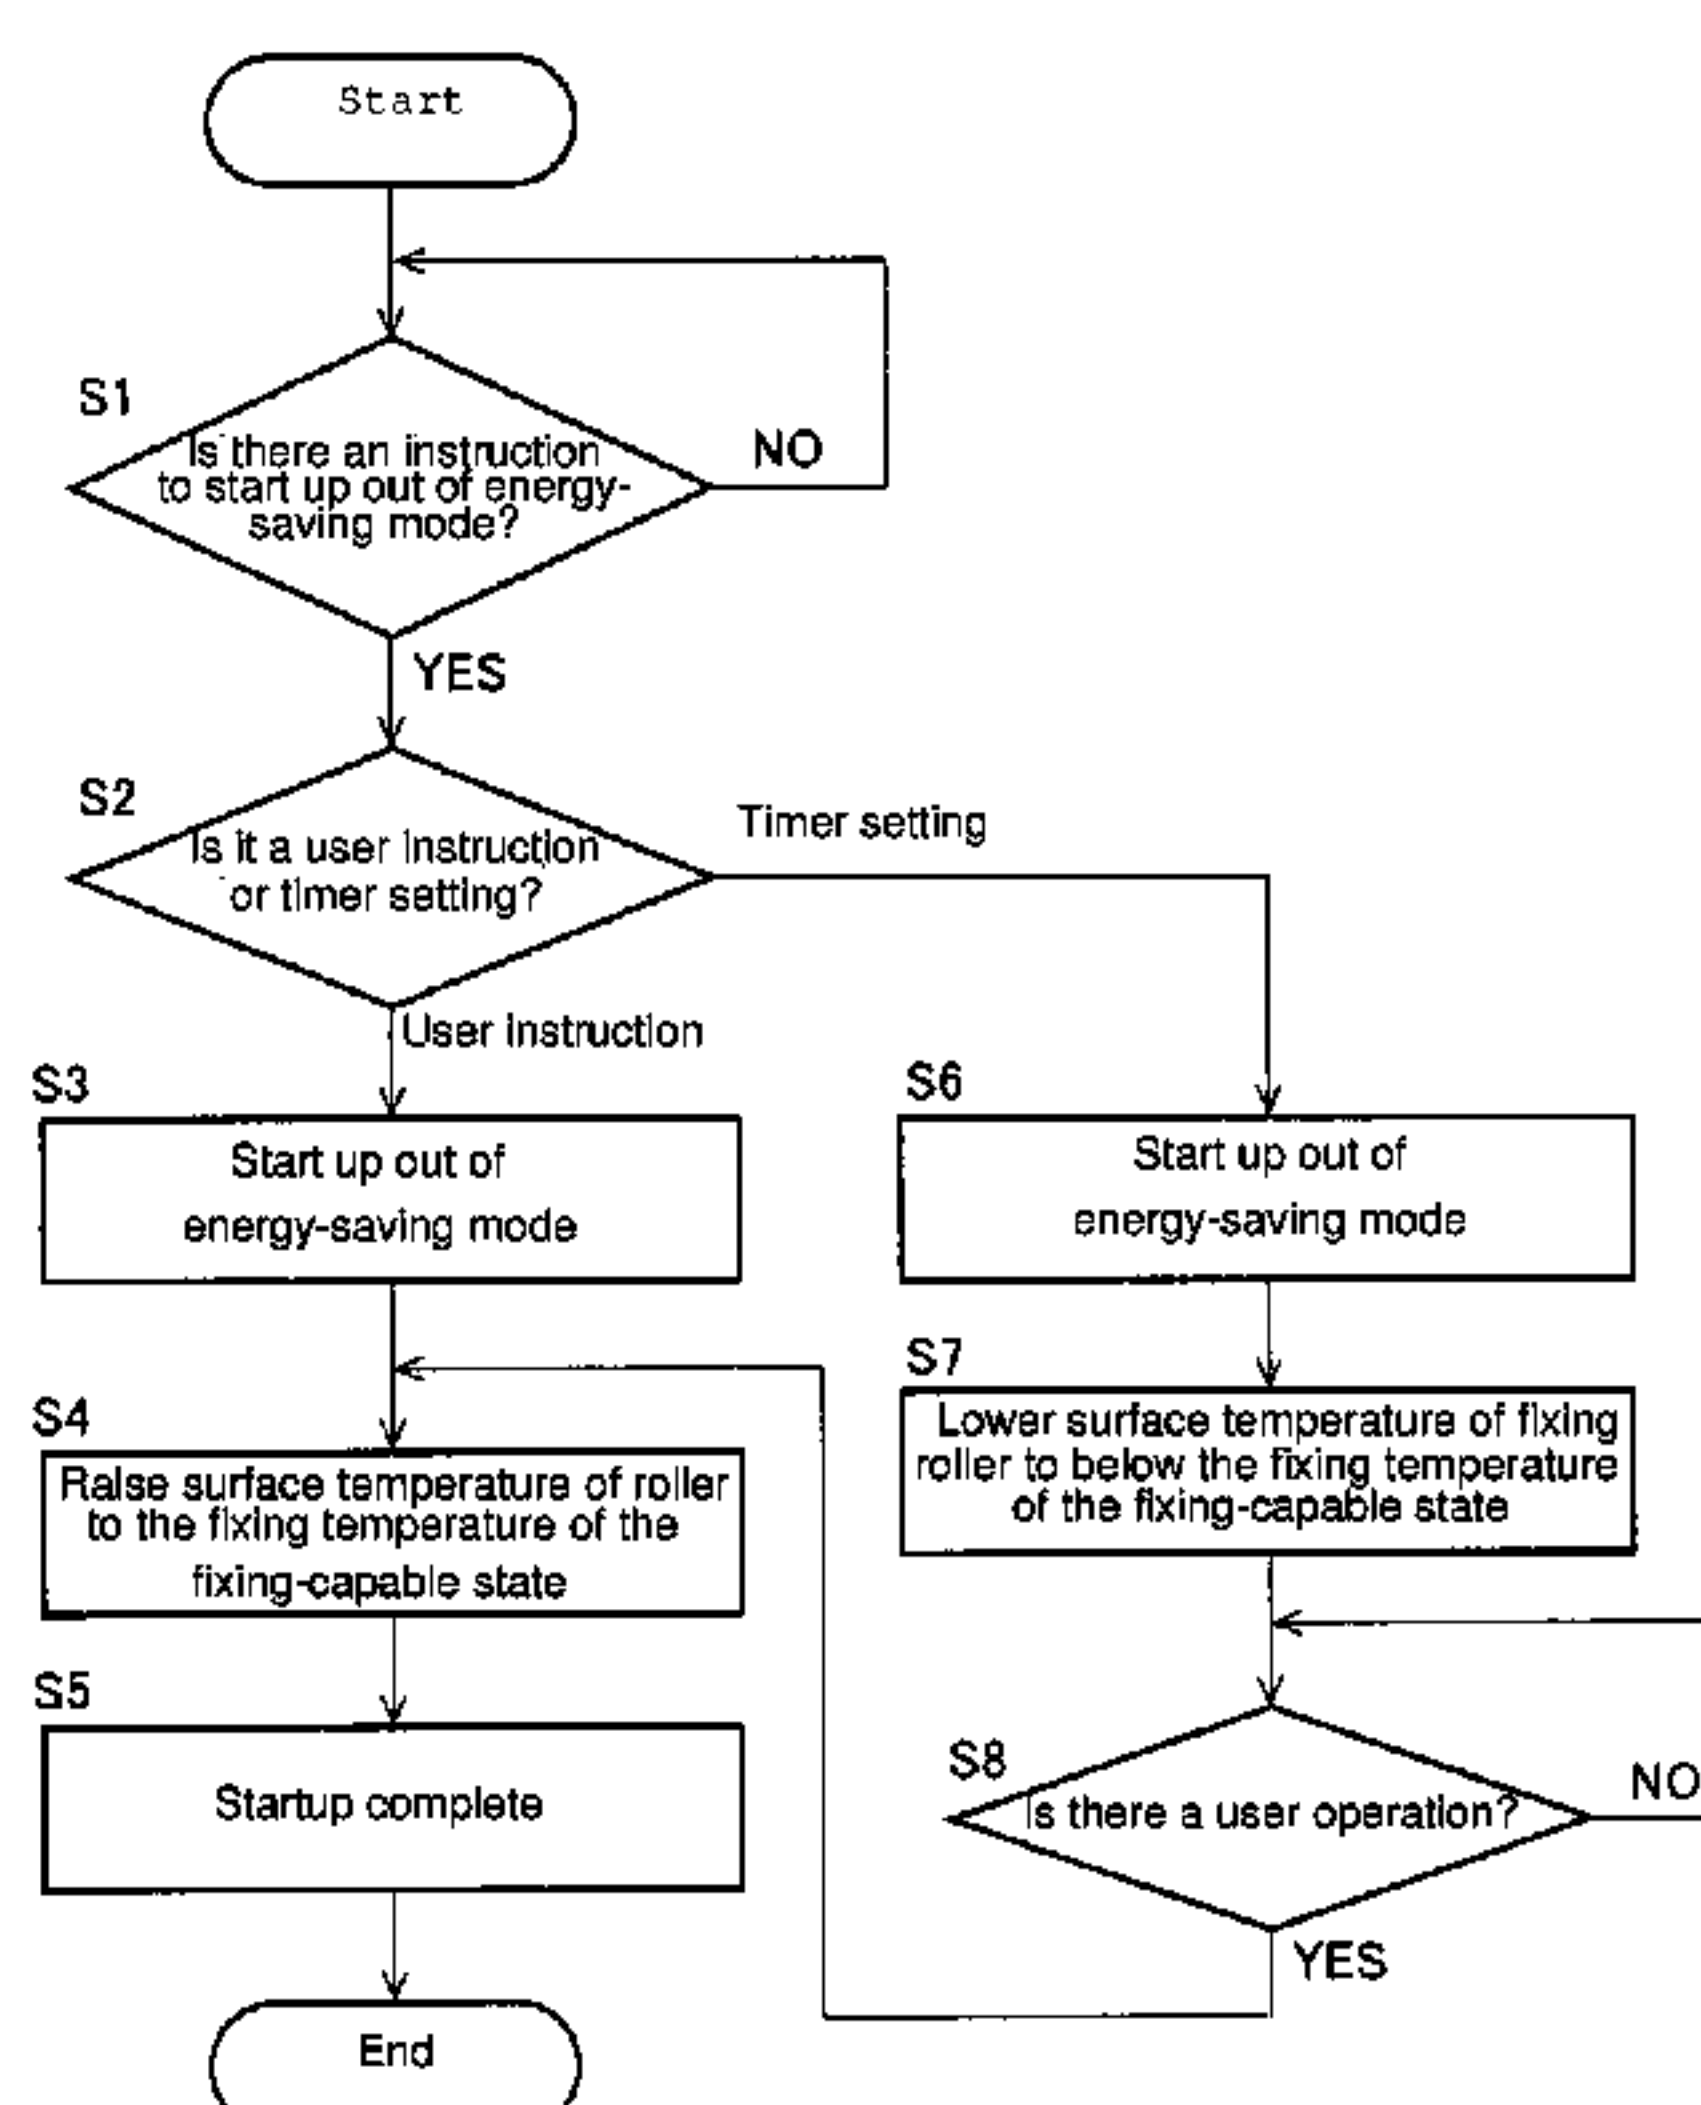 Start
S1
Is there an instruction
to start up out of energy-
saving mode?
NO
YES
S2
Is it a user instruction
or timer setting?
Timer setting
User instruction
S3
Start up out of
energy-saving mode
S6
Start up out of
energy-saving mode
S4
Raise surface temperature of roller
to the fixing temperature of the
fixing-capable state
S7
Lower surface temperature of fixing
roller to below the fixing temperature
of the fixing-capable state
S5
Startup complete
S8
Is there a user operation?
NO
YES
End